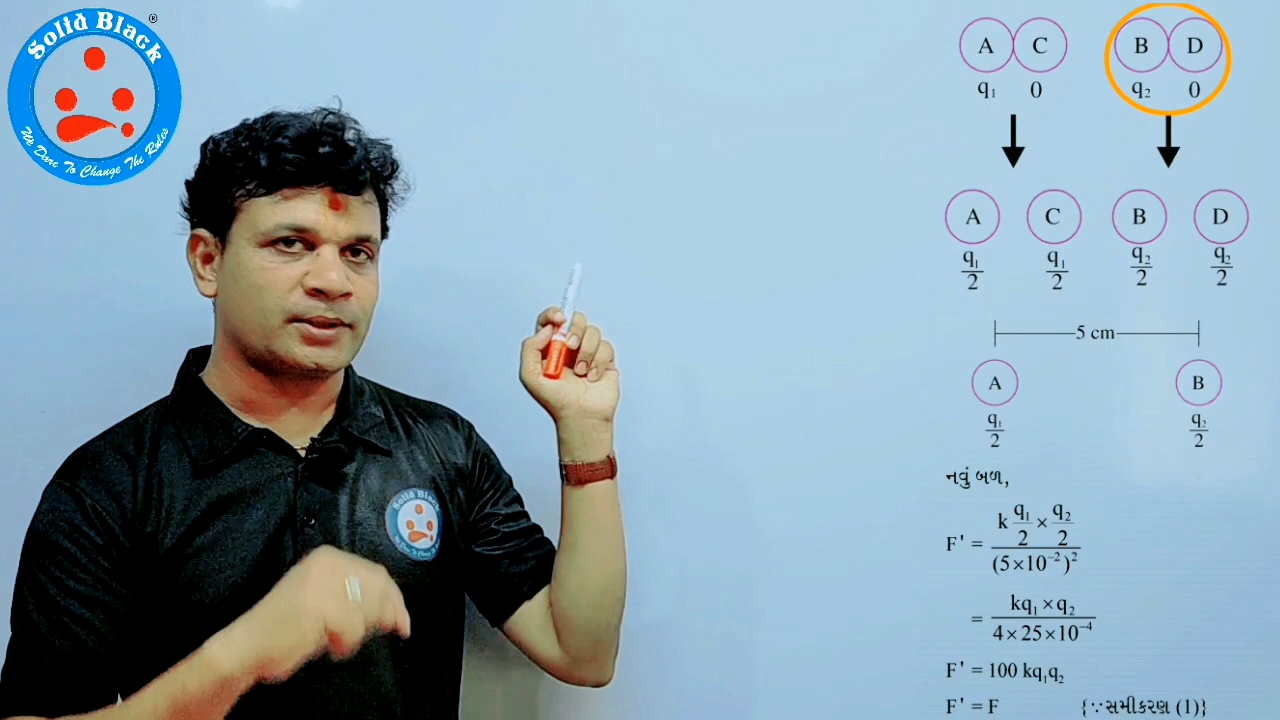 Solid Black ®
We Dare To Change The Rules
A C B D
q₁ 0 q₂ 0
A C B D
q₁/2 q₁/2 q₂/2 q₂/2
5 cm
A B
q₁/2 q₂/2
નવું બળ,
F' = (k q₁/2 × q₂/2)/(5×10⁻²)²
= (kq₁ × q₂)/(4×25×10⁻⁴)
F' = 100 kq₁q₂
F' = F {∵સમીકરણ (1)}
Solid Black